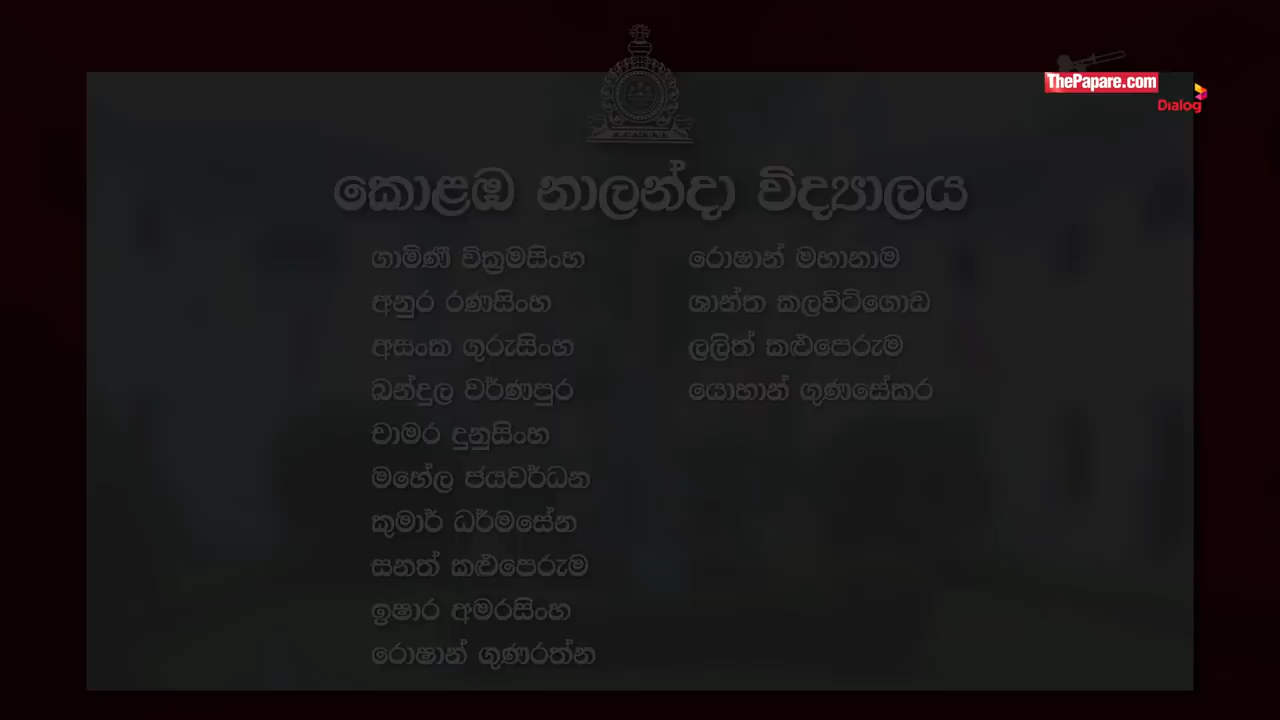 ThePapare.com
Dialog
කොළඹ නාලන්දා විද්‍යාලය
ගාමිණී වික්‍රමසිංහ
අනුර රණසිංහ
අසංක ගුරුසිංහ
බන්දුල වර්ණපුර
චාමර දුනුසිංහ
මහේල ජයවර්ධන
කුමාර් ධර්මසේන
සනත් කළුපෙරුම
ඉෂාර අමරසිංහ
රොෂාන් ගුණරත්න
රොෂාන් මහානාම
ශාන්ත කලවිටිගොඩ
ලලිත් කළුපෙරුම
යොහාන් ගුණසේකර